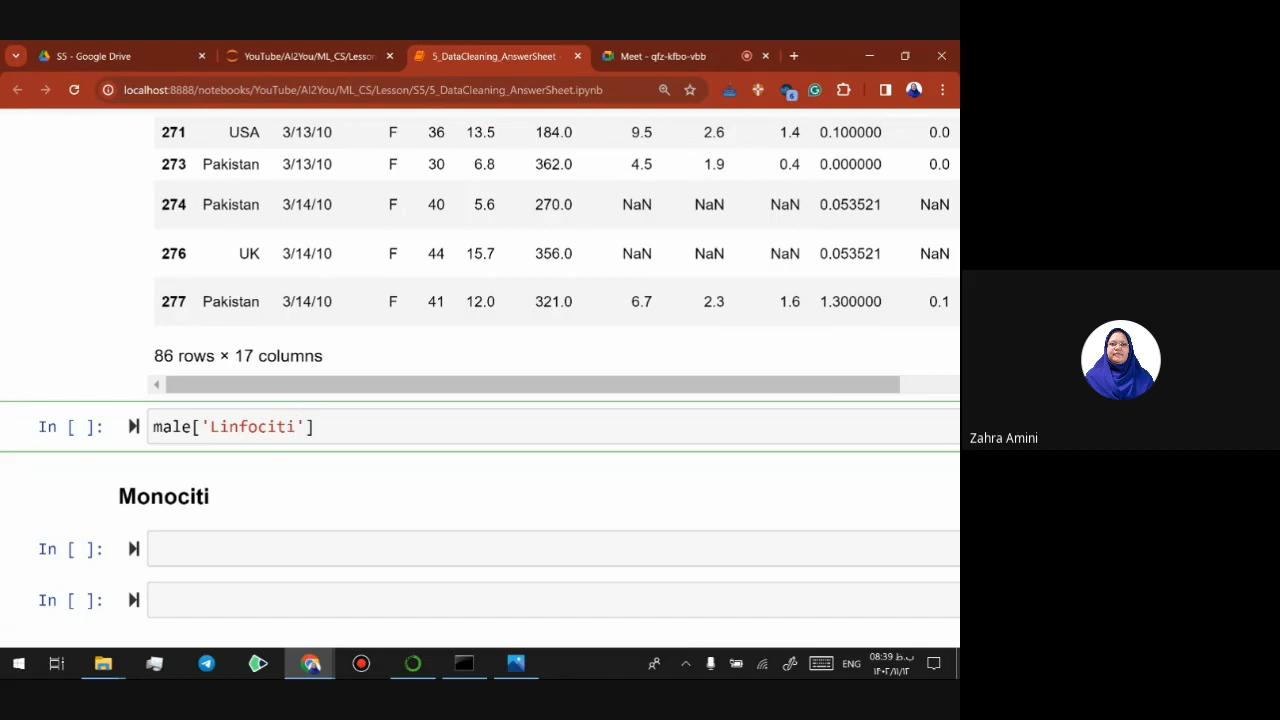 S5 - Google Drive
YouTube/AI2You/ML_CS/Lesson
5_DataCleaning_AnswerSheet
Meet - qfz-kfbo-vbb
localhost:8888/notebooks/YouTube/AI2You/ML_CS/Lesson/S5/5_DataCleaning_AnswerSheet.ipynb
6
271 USA 3/13/10 F 36 13.5 184.0 9.5 2.6 1.4 0.100000 0.0
273 Pakistan 3/13/10 F 30 6.8 362.0 4.5 1.9 0.4 0.000000 0.0
274 Pakistan 3/14/10 F 40 5.6 270.0 NaN NaN NaN 0.053521 NaN
276 UK 3/14/10 F 44 15.7 356.0 NaN NaN NaN 0.053521 NaN
277 Pakistan 3/14/10 F 41 12.0 321.0 6.7 2.3 1.6 1.300000 0.1
86 rows × 17 columns
In [ ]: male['Linfociti']
Zahra Amini
Monociti
In [ ]:
In [ ]:
ENG
08:39 ب.ظ
۱۴۰۲/۱۱/۱۲